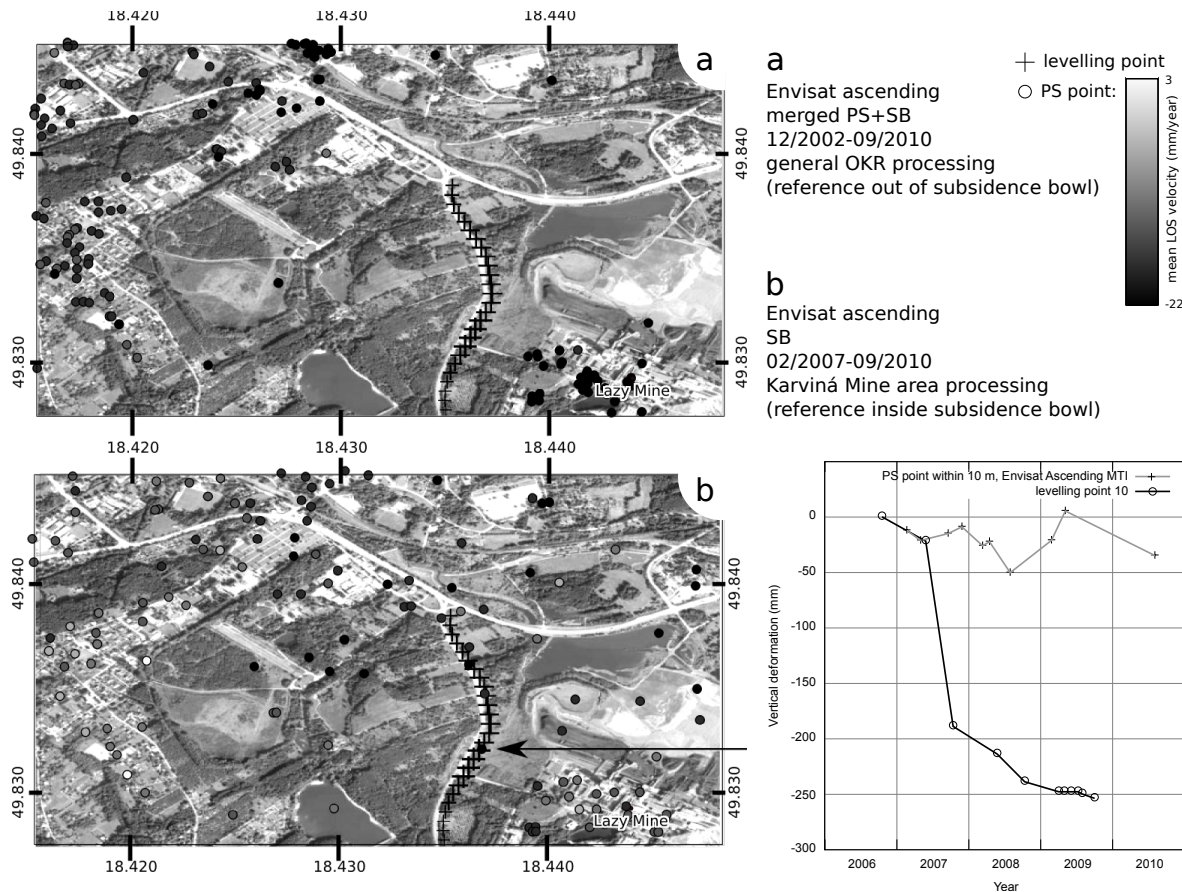 18.420 18.430 18.440
a
49.840
49.840
49.830
49.830
Lazy Mine
18.420 18.430 18.440
a
Envisat ascending
merged PS+SB
12/2002-09/2010
general OKR processing
(reference out of subsidence bowl)
levelling point
PS point:
3
mean LOS velocity (mm/year)
-22
b
Envisat ascending
SB
02/2007-09/2010
Karviná Mine area processing
(reference inside subsidence bowl)
b
49.840
49.840
49.830
49.830
Lazy Mine
18.420 18.430 18.440
PS point within 10 m, Envisat Ascending MTI
levelling point 10
Vertical deformation (mm)
0
-50
-100
-150
-200
-250
-300
2006 2007 2008 2009 2010
Year